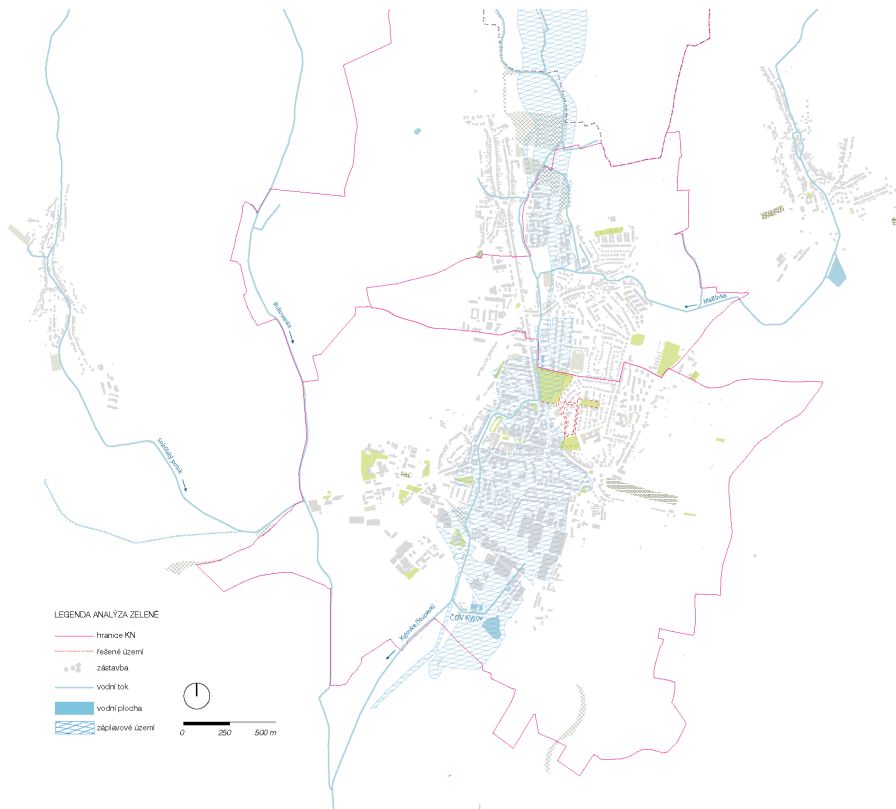 Bukovanka
Malšinka
Sobůlský potok
ČOV Kyjov
Kyjovka (Stupava)
LEGENDA ANALÝZA ZELENĚ
hranice KN
řešené území
zástavba
vodní tok
vodní plocha
záplavové území
0 250 500 m